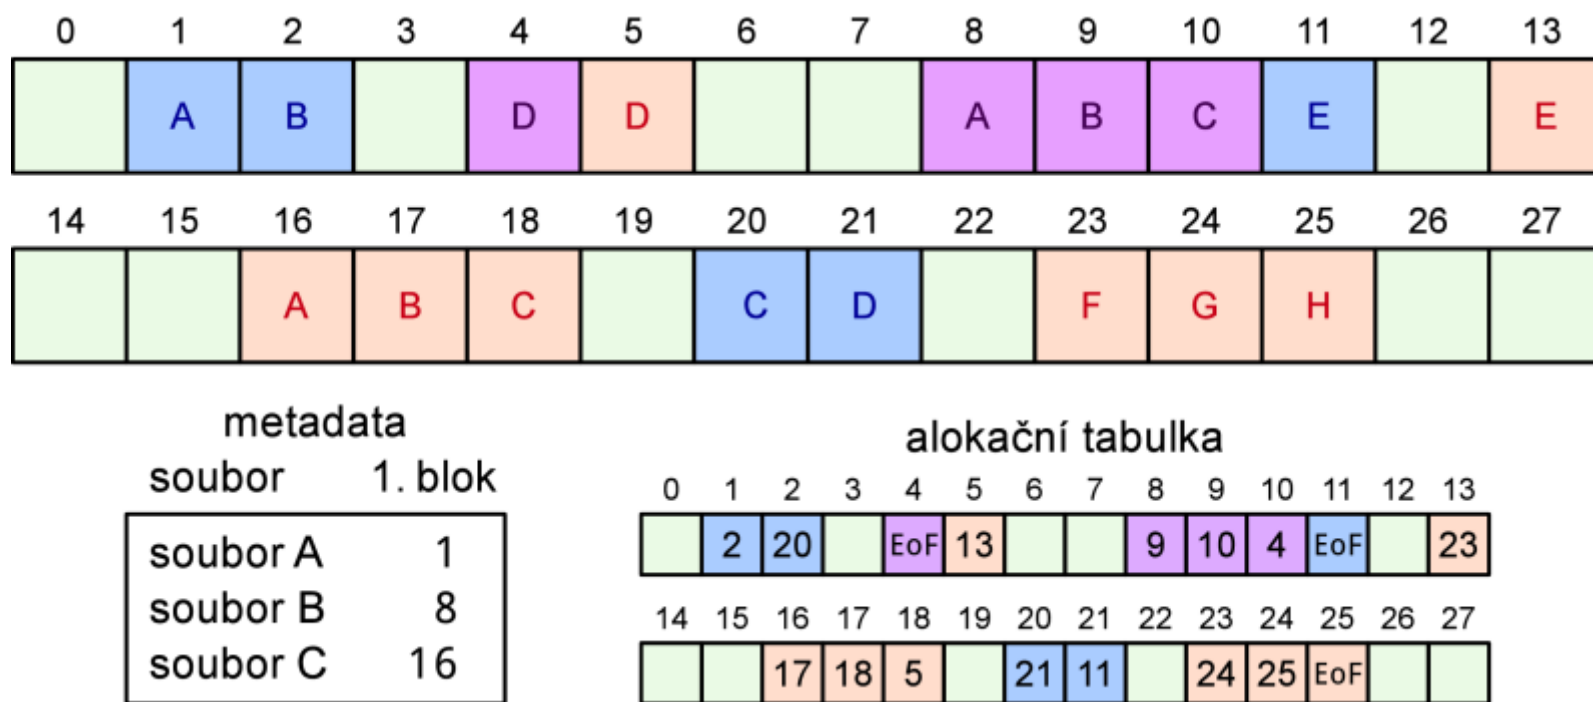 0 1 2 3 4 5 6 7 8 9 10 11 12 13
A B D D A B C E E
14 15 16 17 18 19 20 21 22 23 24 25 26 27
A B C C D F G H
metadata
soubor 1. blok
soubor A 1
soubor B 8
soubor C 16
alokační tabulka
0 1 2 3 4 5 6 7 8 9 10 11 12 13
2 20 EoF 13 9 10 4 EoF 23
14 15 16 17 18 19 20 21 22 23 24 25 26 27
17 18 5 21 11 24 25 EoF